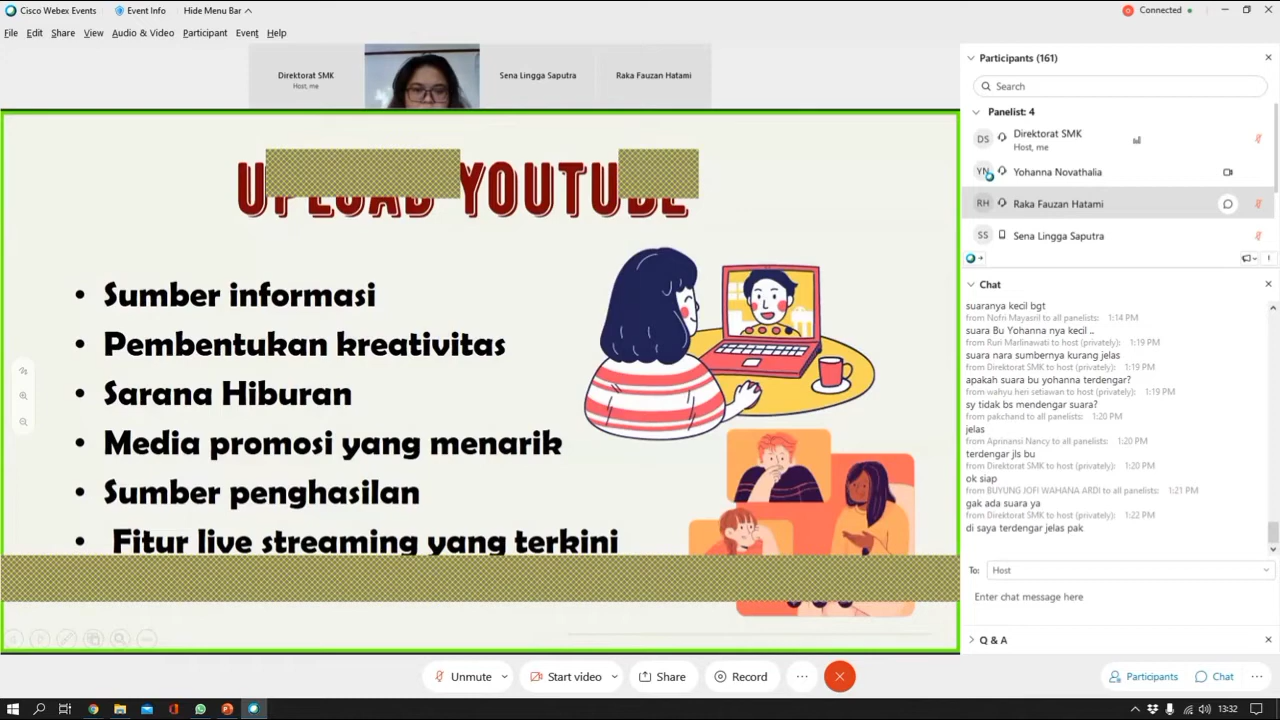 Cisco Webex Events
Event Info
Hide Menu Bar
Connected
File Edit Share View Audio & Video Participant Event Help
Direktorat SMK
Host, me
Sena Lingga Saputra
Raka Fauzan Hatami
UPLOAD YOUTUBE
• Sumber informasi
• Pembentukan kreativitas
• Sarana Hiburan
• Media promosi yang menarik
• Sumber penghasilan
• Fitur live streaming yang terkini
Participants (161)
Search
Panelist: 4
DS Direktorat SMK
Host, me
YN Yohanna Novathalia
RH Raka Fauzan Hatami
SS Sena Lingga Saputra
Chat
suaranya kecil bgt
from Nofri Mayasril to all panelists: 1:14 PM
suara Bu Yohanna nya kecil ..
from Ruri Marlinawati to host (privately): 1:19 PM
suara nara sumbernya kurang jelas
from Direktorat SMK to host (privately): 1:19 PM
apakah suara bu yohanna terdengar?
from wahyu heri setiawan to host (privately): 1:19 PM
sy tidak bs mendengar suara?
from pakchand to all panelists: 1:20 PM
jelas
from Aprinansi Nancy to all panelists: 1:20 PM
terdengar jls bu
from Direktorat SMK to host (privately): 1:20 PM
ok siap
from BUYUNG JOFI WAHANA ARDI to all panelists: 1:21 PM
gak ada suara ya
from Direktorat SMK to host (privately): 1:22 PM
di saya terdengar jelas pak
To: Host
Enter chat message here
Q & A
Unmute
Start video
Share
Record
Participants
Chat
13:32